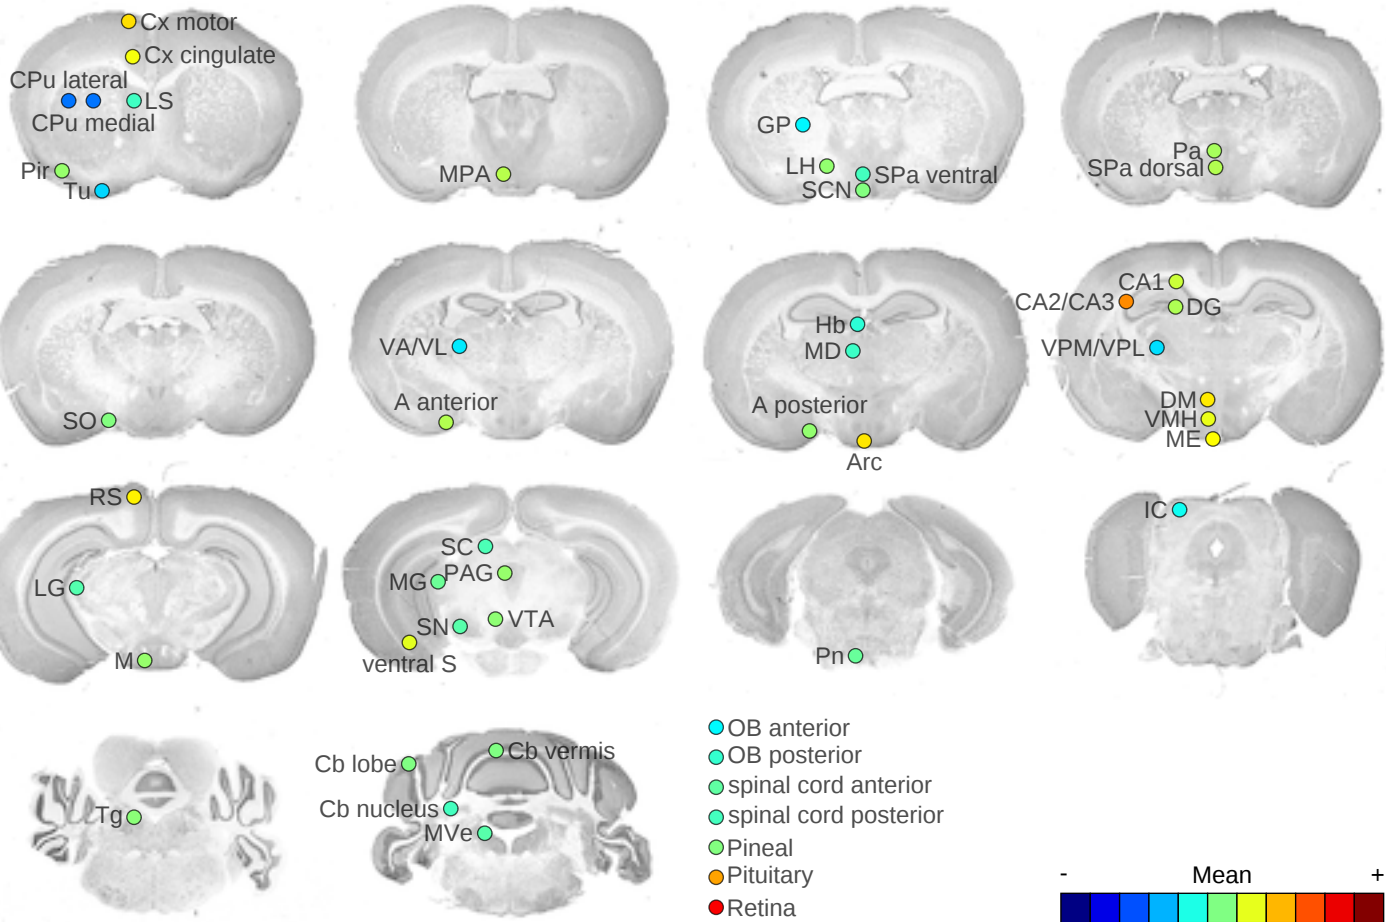 Cx motor
Cx cingulate
CPu lateral
LS
CPu medial
Pir
Tu
MPA
GP
LH
SPa ventral
SCN
Pa
SPa dorsal
SO
VA/VL
A anterior
Hb
MD
A posterior
Arc
CA1
CA2/CA3
DG
VPM/VPL
DM
VMH
ME
RS
LG
M
SC
MG
PAG
SN
VTA
ventral S
Pn
IC
Tg
Cb lobe
Cb vermis
Cb nucleus
MVe
OB anterior
OB posterior
spinal cord anterior
spinal cord posterior
Pineal
Pituitary
Retina
- Mean +